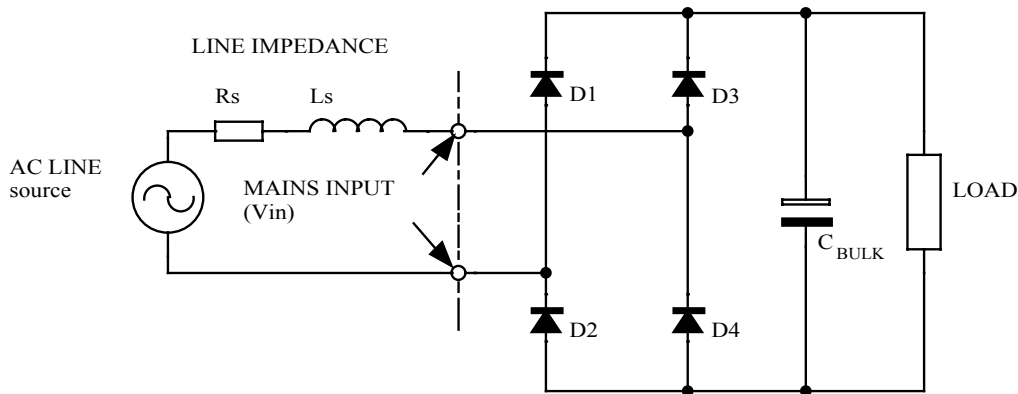 LINE IMPEDANCE
Rs
Ls
D1
D3
AC LINE
source
MAINS INPUT
(Vin)
LOAD
C BULK
D2
D4